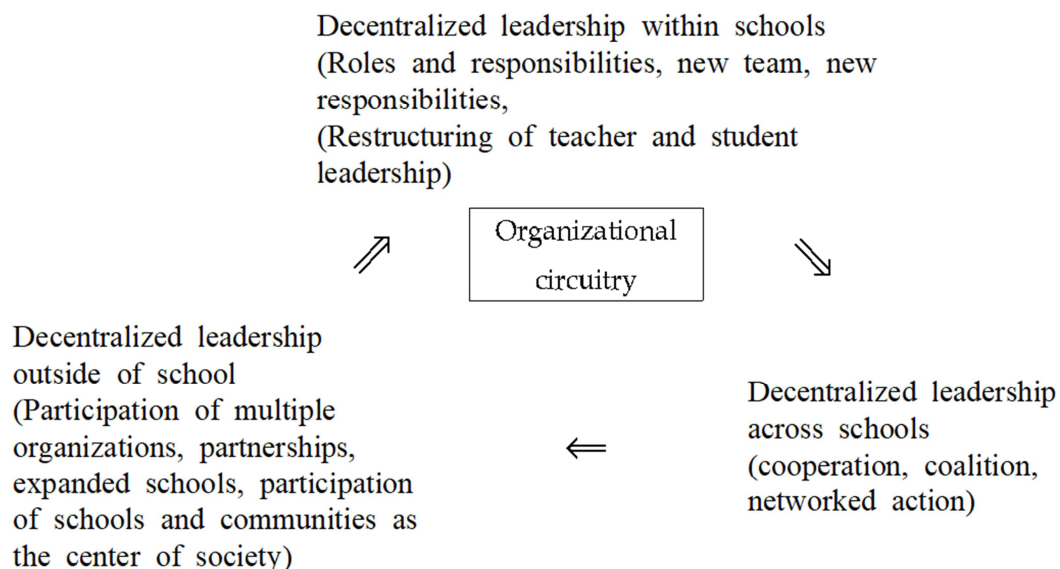 Decentralized leadership within schools
(Roles and responsibilities, new team, new
responsibilities,
(Restructuring of teacher and student
leadership)
Organizational
circuitry
Decentralized leadership
outside of school
(Participation of multiple
organizations, partnerships,
expanded schools, participation
of schools and communities as
the center of society)
Decentralized leadership
across schools
(cooperation, coalition,
networked action)